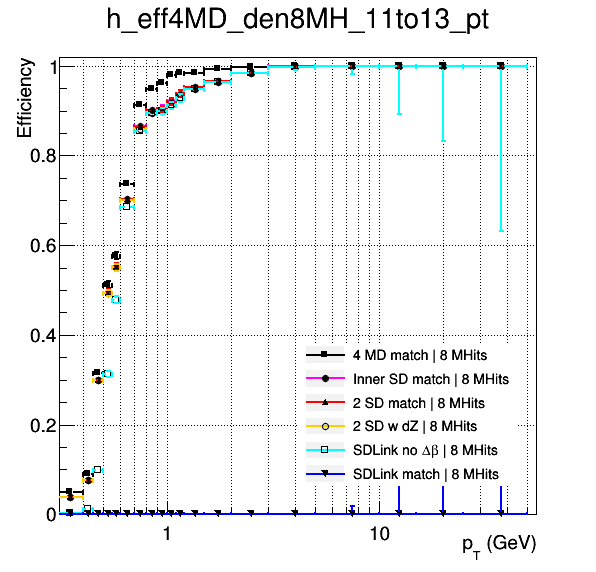 h_eff4MD_den8MH_11to13_pt
Efficiency
1
0.8
0.6
0.4
0.2
0
4 MD match | 8 MHits
Inner SD match | 8 MHits
2 SD match | 8 MHits
2 SD w dZ | 8 MHits
SDLink no Δβ | 8 MHits
SDLink match | 8 MHits
1 10
p_T (GeV)